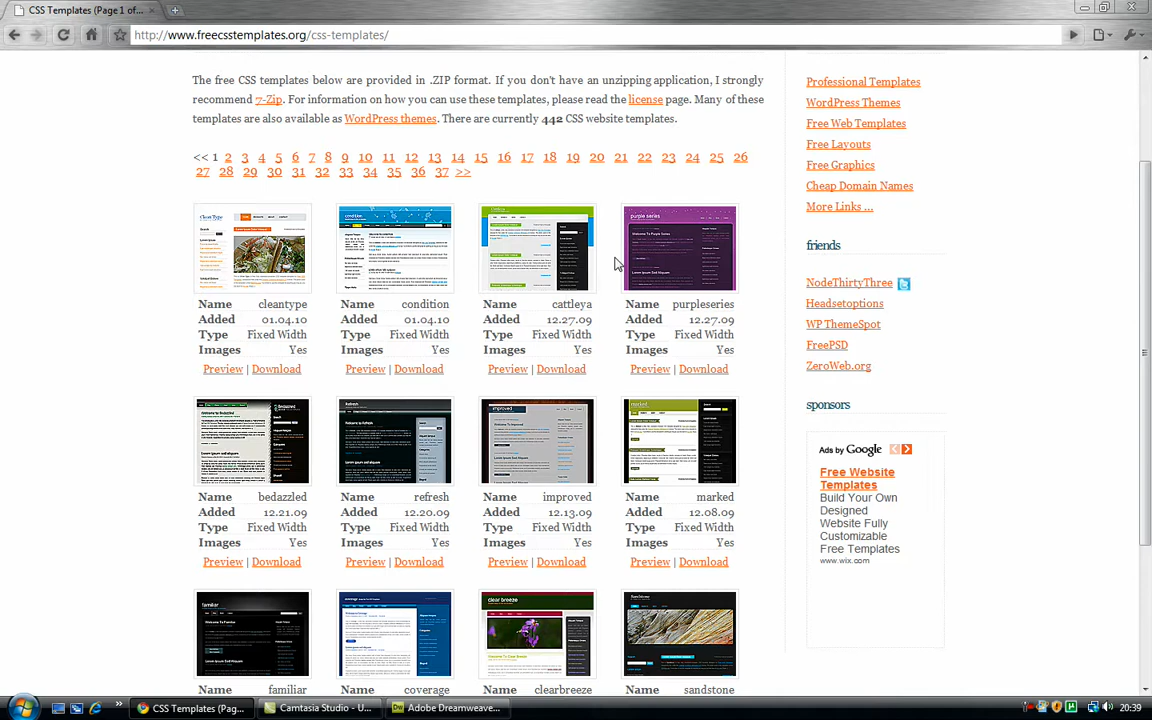 CSS Templates (Page 1 of...
http://www.freecsstemplates.org/css-templates/
The free CSS templates below are provided in .ZIP format. If you don't have an unzipping application, I strongly
recommend 7-Zip. For information on how you can use these templates, please read the license page. Many of these
templates are also available as WordPress themes. There are currently 442 CSS website templates.
<< 1 2 3 4 5 6 7 8 9 10 11 12 13 14 15 16 17 18 19 20 21 22 23 24 25 26
27 28 29 30 31 32 33 34 35 36 37 >>
Name cleantype Name condition Name cattleya Name purpleseries
Added 01.04.10 Added 01.04.10 Added 12.27.09 Added 12.27.09
Type Fixed Width Type Fixed Width Type Fixed Width Type Fixed Width
Images Yes Images Yes Images Yes Images Yes
Preview | Download Preview | Download Preview | Download Preview | Download
Name bedazzled Name refresh Name improved Name marked
Added 12.21.09 Added 12.20.09 Added 12.13.09 Added 12.08.09
Type Fixed Width Type Fixed Width Type Fixed Width Type Fixed Width
Images Yes Images Yes Images Yes Images Yes
Preview | Download Preview | Download Preview | Download Preview | Download
Name familiar Name coverage Name clearbreeze Name sandstone
Professional Templates
WordPress Themes
Free Web Templates
Free Layouts
Free Graphics
Cheap Domain Names
More Links ...
friends
NodeThirtyThree
Headsetoptions
WP ThemeSpot
FreePSD
ZeroWeb.org
sponsors
Ads by Google
Free Website
Templates
Build Your Own
Designed
Website Fully
Customizable
Free Templates
www.wix.com
CSS Templates (Pag...
Camtasia Studio - U...
Adobe Dreamweave...
20:39